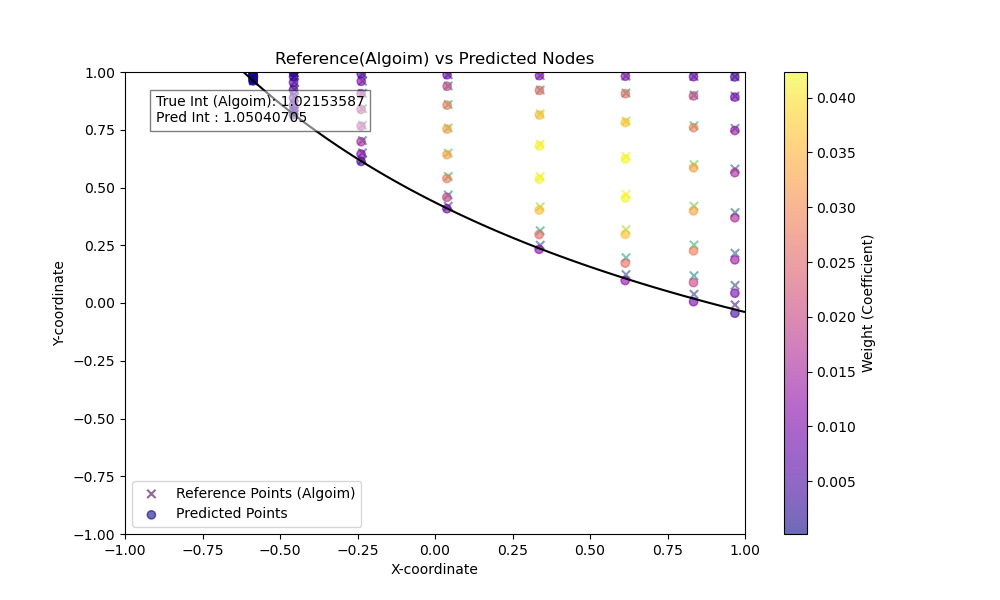 Reference(Algoim) vs Predicted Nodes
True Int (Algoim): 1.02153587
Pred Int : 1.05040705
Y-coordinate
1.00
0.75
0.50
0.25
0.00
−0.25
−0.50
−0.75
−1.00
Reference Points (Algoim)
Predicted Points
−1.00 −0.75 −0.50 −0.25 0.00 0.25 0.50 0.75 1.00
X-coordinate
0.040
0.035
0.030
0.025
0.020
0.015
0.010
0.005
Weight (Coefficient)